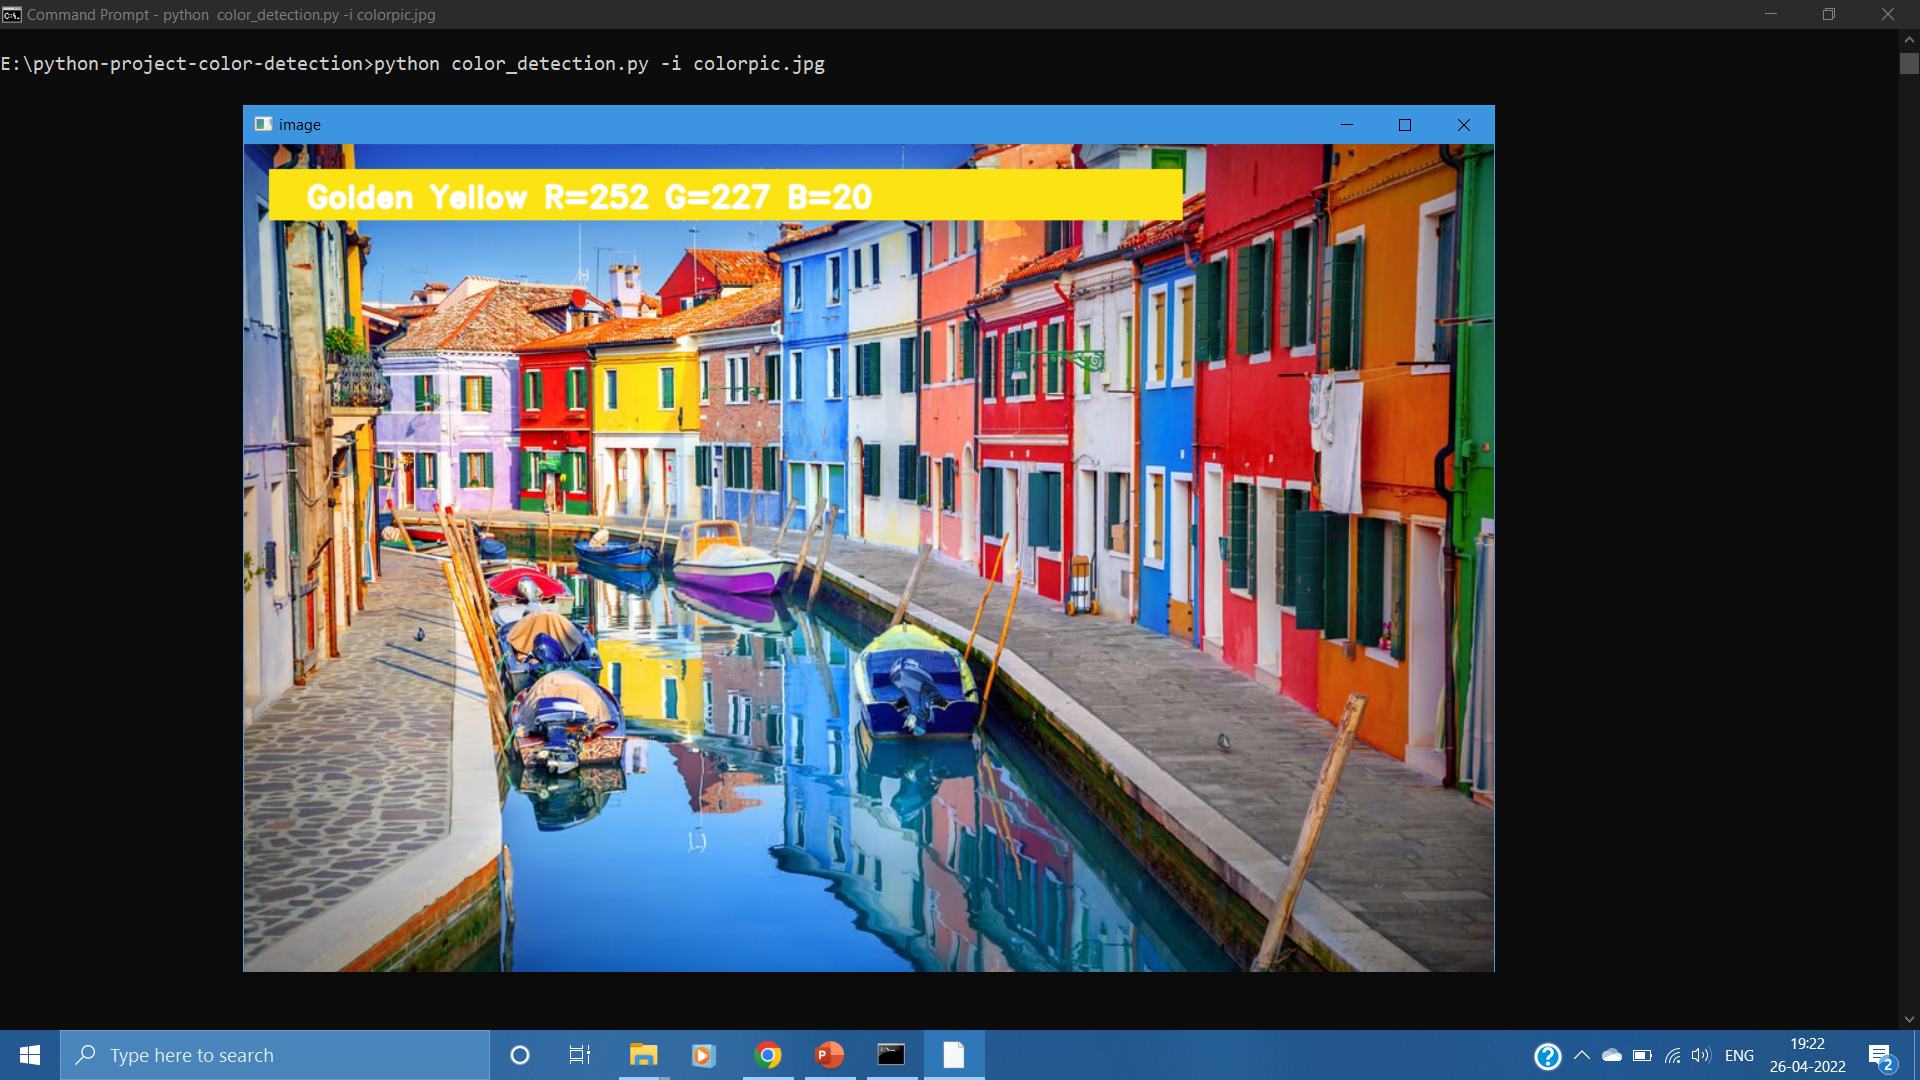 Command Prompt - python  color_detection.py -i colorpic.jpg
E:\python-project-color-detection>python color_detection.py -i colorpic.jpg
image
Golden Yellow R=252 G=227 B=20
Type here to search
ENG
19:22
26-04-2022
2